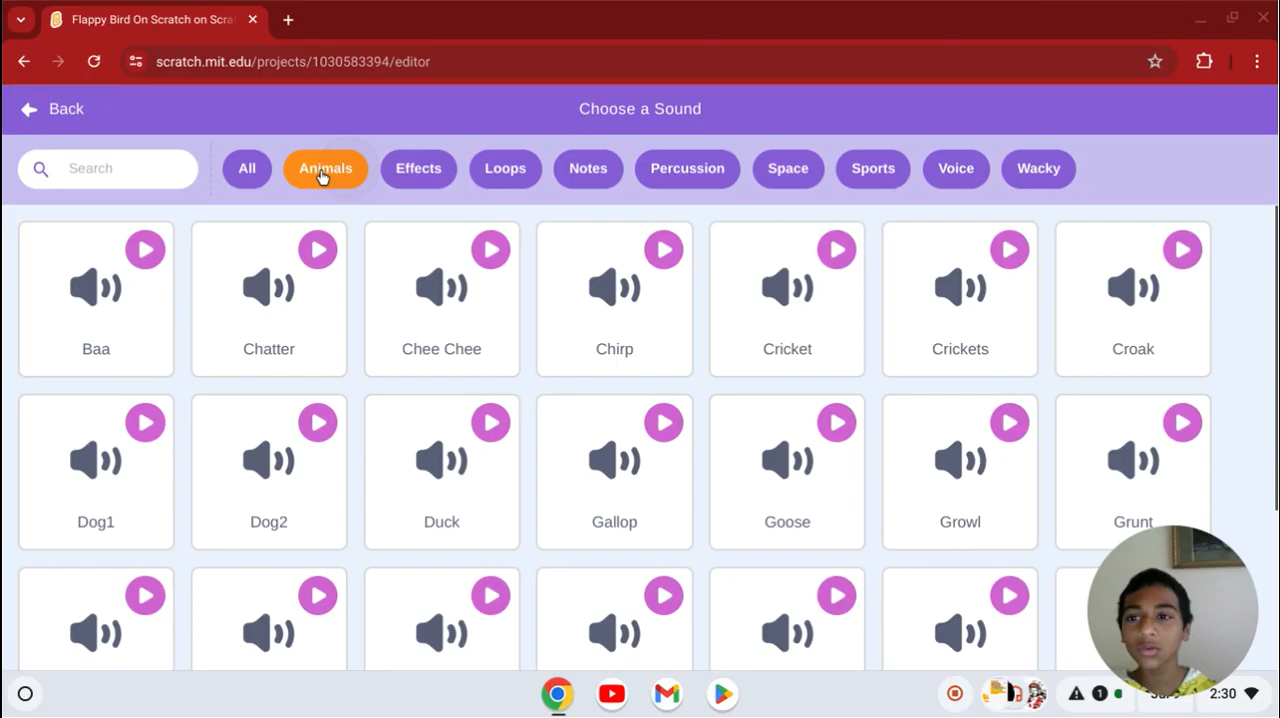 Flappy Bird On Scratch on Scra
scratch.mit.edu/projects/1030583394/editor
Back
Choose a Sound
Search
All
Animals
Effects
Loops
Notes
Percussion
Space
Sports
Voice
Wacky
Baa
Chatter
Chee Chee
Chirp
Cricket
Crickets
Croak
Dog1
Dog2
Duck
Gallop
Goose
Growl
Grunt
1
2:30